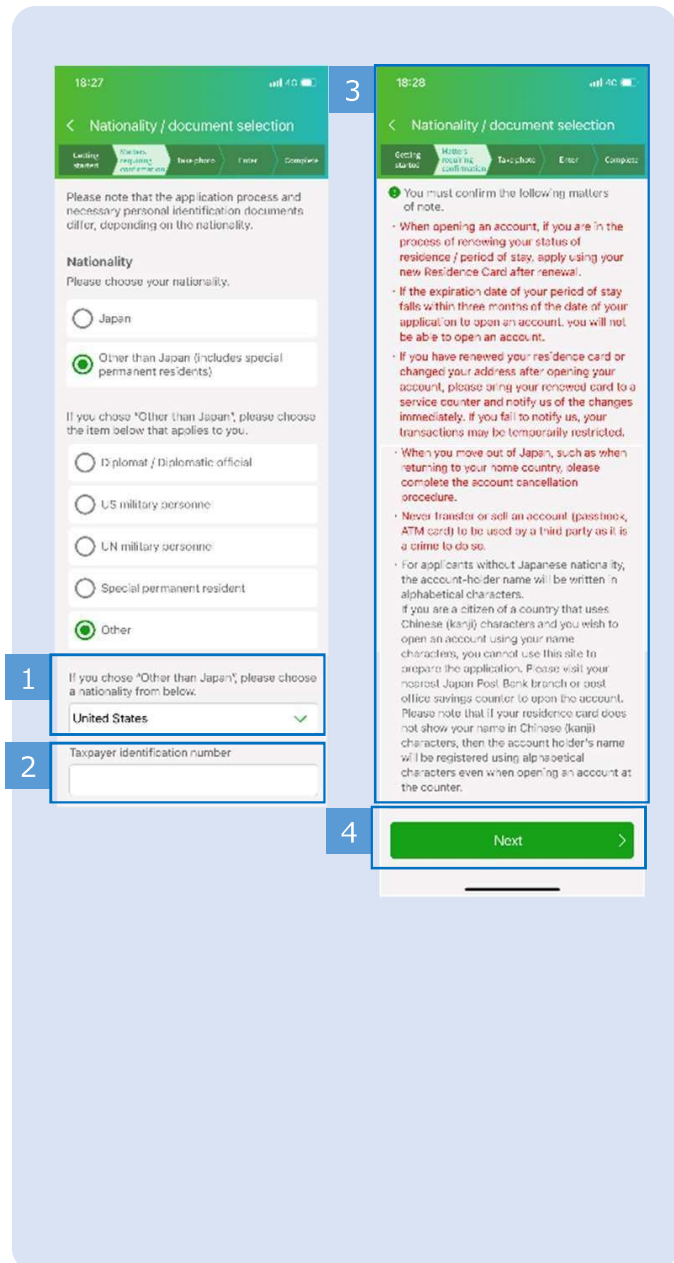 18:27
4G
Nationality / document selection
Getting
started
Matters
requiring
confirmation
Take photo
Enter
Complete
Please note that the application process and
necessary personal identification documents
differ, depending on the nationality.
Nationality
Please choose your nationality.
Japan
Other than Japan (includes special
permanent residents)
If you chose "Other than Japan", please choose
the item below that applies to you.
Diplomat / Diplomatic official
US military personne
UN military personne
Special permanent resident
Other
1
If you chose "Other than Japan", please choose
a nationality from below.
United States
2
Taxpayer identification number
3
18:28
4G
Nationality / document selection
Getting
started
Matters
requiring
confirmation
Take photo
Enter
Complete
You must confirm the following matters
of note.
・When opening an account, if you are in the
process of renewing your status of
residence / period of stay, apply using your
new Residence Card after renewal.
・If the expiration date of your period of stay
falls within three months of the date of your
application to open an account, you will not
be able to open an account.
・If you have renewed your residence card or
changed your address after opening your
account, please bring your renewed card to a
service counter and notify us of the changes
immediately. If you fail to notify us, your
transactions may be temporarily restricted.
・When you move out of Japan, such as when
returning to your home country, please
complete the account cancellation
procedure.
・Never transfer or sell an account (passbook,
ATM card) to be used by a third party as it is
a crime to do so.
・For applicants without Japanese nationality,
the account-holder name will be written in
alphabetical characters.
If you are a citizen of a country that uses
Chinese (kanji) characters and you wish to
open an account using your name
characters, you cannot use this site to
prepare the application. Please visit your
nearest Japan Post Bank branch or post
office savings counter to open the account.
Please note that if your residence card does
not show your name in Chinese (kanji)
characters, then the account holder's name
will be registered using alphabetical
characters even when opening an account at
the counter.
4
Next